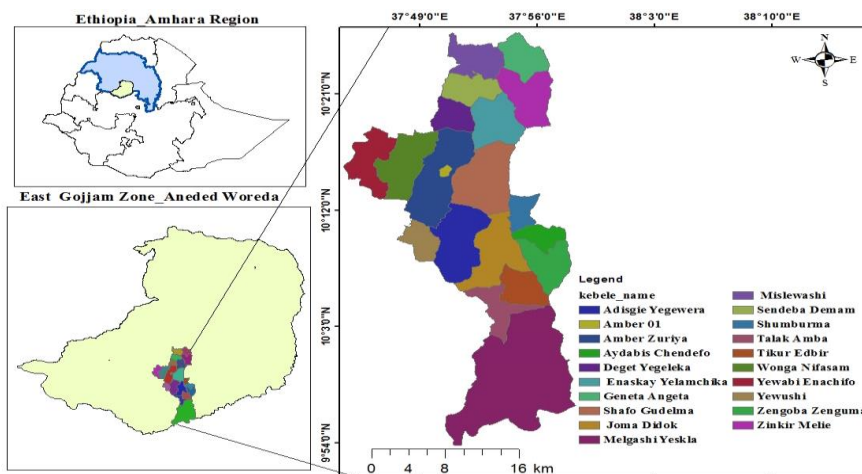 Ethiopia_Amhara Region
East Gojjam Zone_Aneded Woreda
37°49'0"E 37°56'0"E 38°3'0"E 38°10'0"E
N
W E
S
10°21'0"N
10°12'0"N
10°3'0"N
9°54'0"N
Legend
kebele_name
Adisgie Yegewera
Amber 01
Amber Zuriya
Aydabis Chendefo
Deget Yegeleka
Enaskay Yelamchika
Geneta Angeta
Shafo Gudelma
Joma Didok
Melgashi Yeskla
Mislewashi
Sendeba Demam
Shumburma
Talak Amba
Tikur Edbir
Wonga Nifasam
Yewabi Enachifo
Yewushi
Zengoba Zenguma
Zinkir Melie
0 4 8 16 km